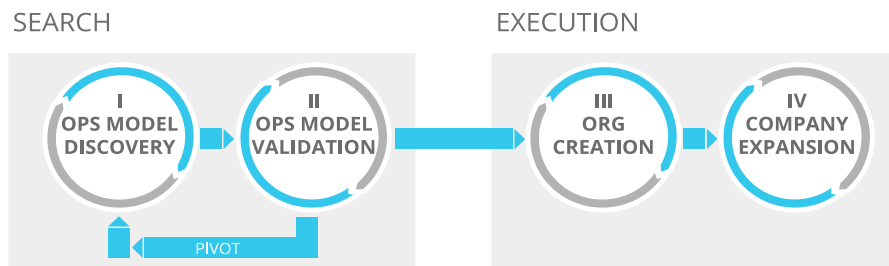 SEARCH
EXECUTION
I
OPS MODEL
DISCOVERY
II
OPS MODEL
VALIDATION
III
ORG
CREATION
IV
COMPANY
EXPANSION
PIVOT